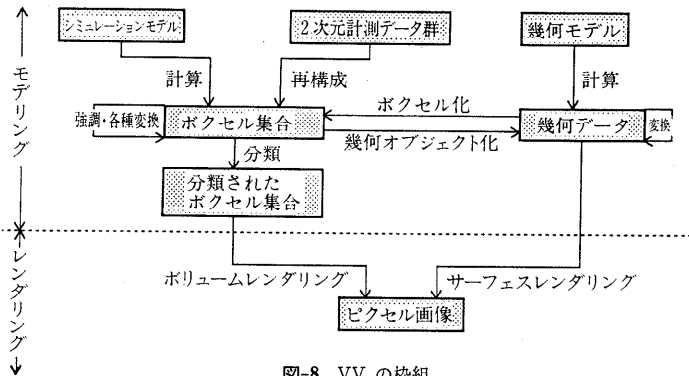 シミュレーションモデル
2次元計測データ群
幾何モデル
計算
再構成
計算
モデリング
強調・各種変換
ボクセル集合
ボクセル化
幾何オブジェクト化
幾何データ
変換
分類
分類された
ボクセル集合
レンダリング
ボリュームレンダリング
サーフェスレンダリング
ピクセル画像
図-8 VV の枠組